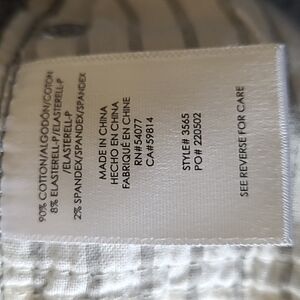 90% COTTON/ALGODÓN/COTON
8% ELASTERELL-P/ELASTERELL-P
/ELASTERELL-P
2% SPANDEX/SPANDEX/SPANDEX
MADE IN CHINA
HECHO EN CHINA
FABRIQUÉ EN CHINE
RN#54077
CA#59814
STYLE# 3565
PO# 220502
SEE REVERSE FOR CARE